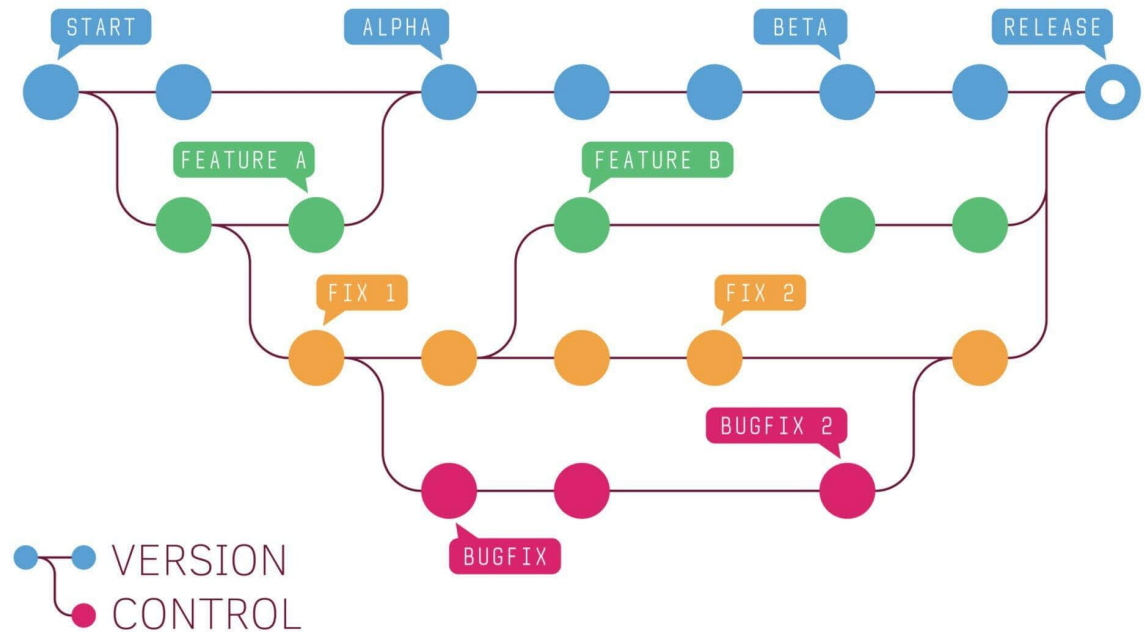 START
ALPHA
BETA
RELEASE
FEATURE A
FEATURE B
FIX 1
FIX 2
BUGFIX 2
BUGFIX
VERSION
CONTROL